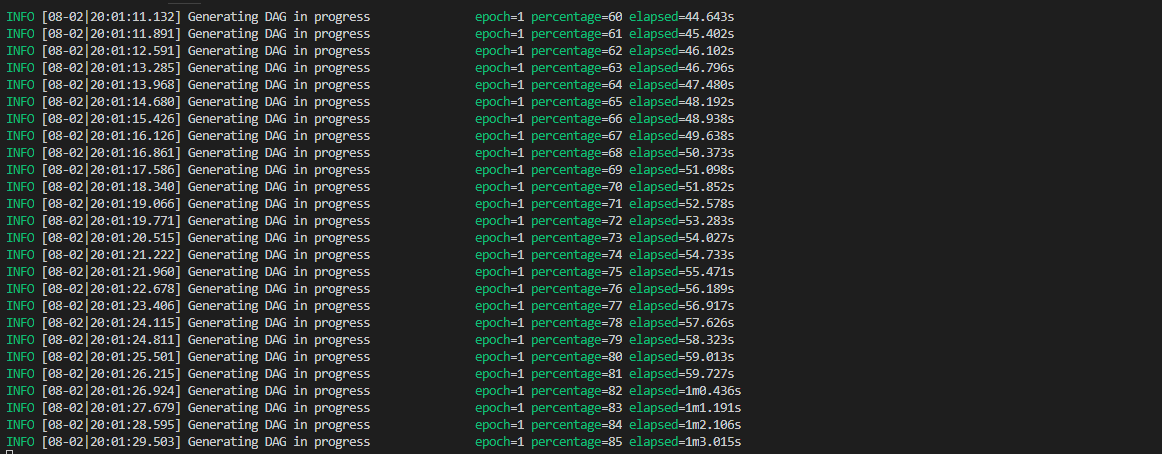 INFO [08-02|20:01:11.132] Generating DAG in progress epoch=1 percentage=60 elapsed=44.643s
INFO [08-02|20:01:11.891] Generating DAG in progress epoch=1 percentage=61 elapsed=45.402s
INFO [08-02|20:01:12.591] Generating DAG in progress epoch=1 percentage=62 elapsed=46.102s
INFO [08-02|20:01:13.285] Generating DAG in progress epoch=1 percentage=63 elapsed=46.796s
INFO [08-02|20:01:13.968] Generating DAG in progress epoch=1 percentage=64 elapsed=47.480s
INFO [08-02|20:01:14.680] Generating DAG in progress epoch=1 percentage=65 elapsed=48.192s
INFO [08-02|20:01:15.426] Generating DAG in progress epoch=1 percentage=66 elapsed=48.938s
INFO [08-02|20:01:16.126] Generating DAG in progress epoch=1 percentage=67 elapsed=49.638s
INFO [08-02|20:01:16.861] Generating DAG in progress epoch=1 percentage=68 elapsed=50.373s
INFO [08-02|20:01:17.586] Generating DAG in progress epoch=1 percentage=69 elapsed=51.098s
INFO [08-02|20:01:18.340] Generating DAG in progress epoch=1 percentage=70 elapsed=51.852s
INFO [08-02|20:01:19.066] Generating DAG in progress epoch=1 percentage=71 elapsed=52.578s
INFO [08-02|20:01:19.771] Generating DAG in progress epoch=1 percentage=72 elapsed=53.283s
INFO [08-02|20:01:20.515] Generating DAG in progress epoch=1 percentage=73 elapsed=54.027s
INFO [08-02|20:01:21.222] Generating DAG in progress epoch=1 percentage=74 elapsed=54.733s
INFO [08-02|20:01:21.960] Generating DAG in progress epoch=1 percentage=75 elapsed=55.471s
INFO [08-02|20:01:22.678] Generating DAG in progress epoch=1 percentage=76 elapsed=56.189s
INFO [08-02|20:01:23.406] Generating DAG in progress epoch=1 percentage=77 elapsed=56.917s
INFO [08-02|20:01:24.115] Generating DAG in progress epoch=1 percentage=78 elapsed=57.626s
INFO [08-02|20:01:24.811] Generating DAG in progress epoch=1 percentage=79 elapsed=58.323s
INFO [08-02|20:01:25.501] Generating DAG in progress epoch=1 percentage=80 elapsed=59.013s
INFO [08-02|20:01:26.215] Generating DAG in progress epoch=1 percentage=81 elapsed=59.727s
INFO [08-02|20:01:26.924] Generating DAG in progress epoch=1 percentage=82 elapsed=1m0.436s
INFO [08-02|20:01:27.679] Generating DAG in progress epoch=1 percentage=83 elapsed=1m1.191s
INFO [08-02|20:01:28.595] Generating DAG in progress epoch=1 percentage=84 elapsed=1m2.106s
INFO [08-02|20:01:29.503] Generating DAG in progress epoch=1 percentage=85 elapsed=1m3.015s